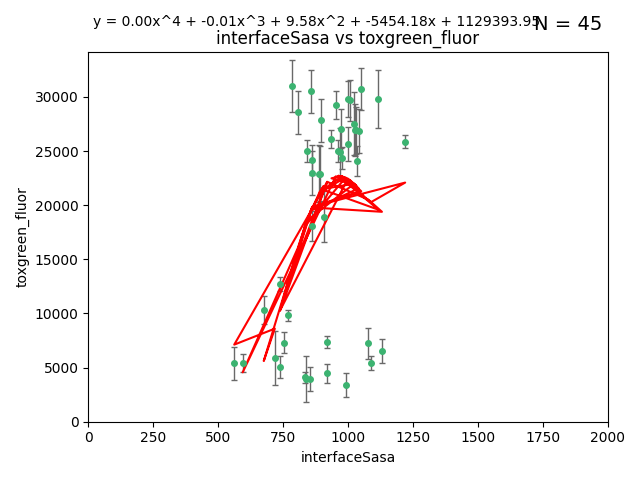 y = 0.00x^4 + -0.01x^3 + 9.58x^2 + -5454.18x + 1129393.95
N = 45
interfaceSasa vs toxgreen_fluor
30000
25000
20000
15000
10000
5000
0
toxgreen_fluor
0 250 500 750 1000 1250 1500 1750 2000
interfaceSasa